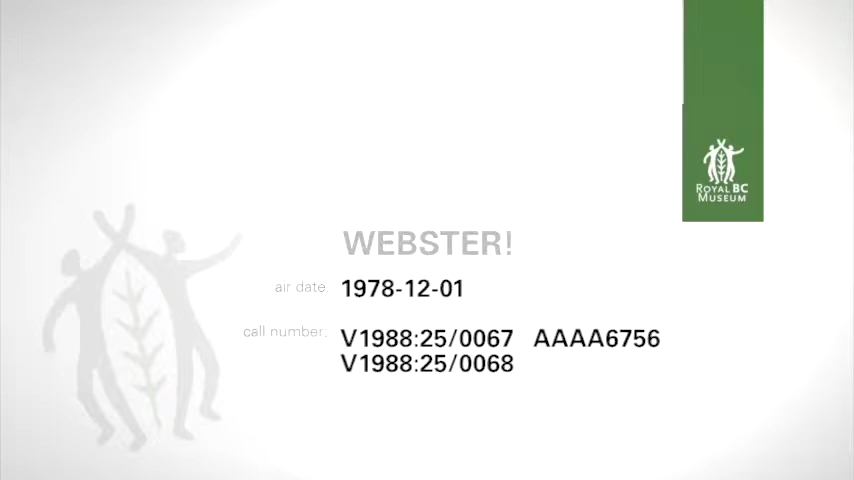 ROYAL BC
MUSEUM
WEBSTER!
air date: 1978-12-01
call number: V1988:25/0067 AAAA6756
V1988:25/0068